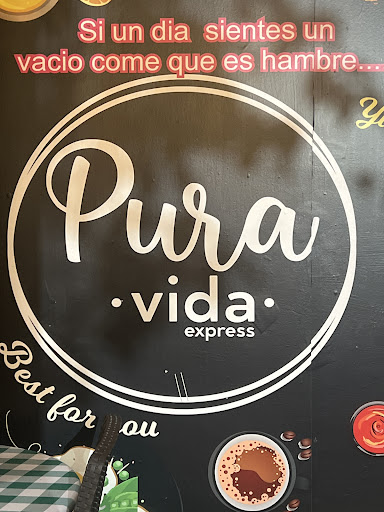 Si un dia sientes un
vacio come que es hambre....
Pura
• vida •
express
Best for you